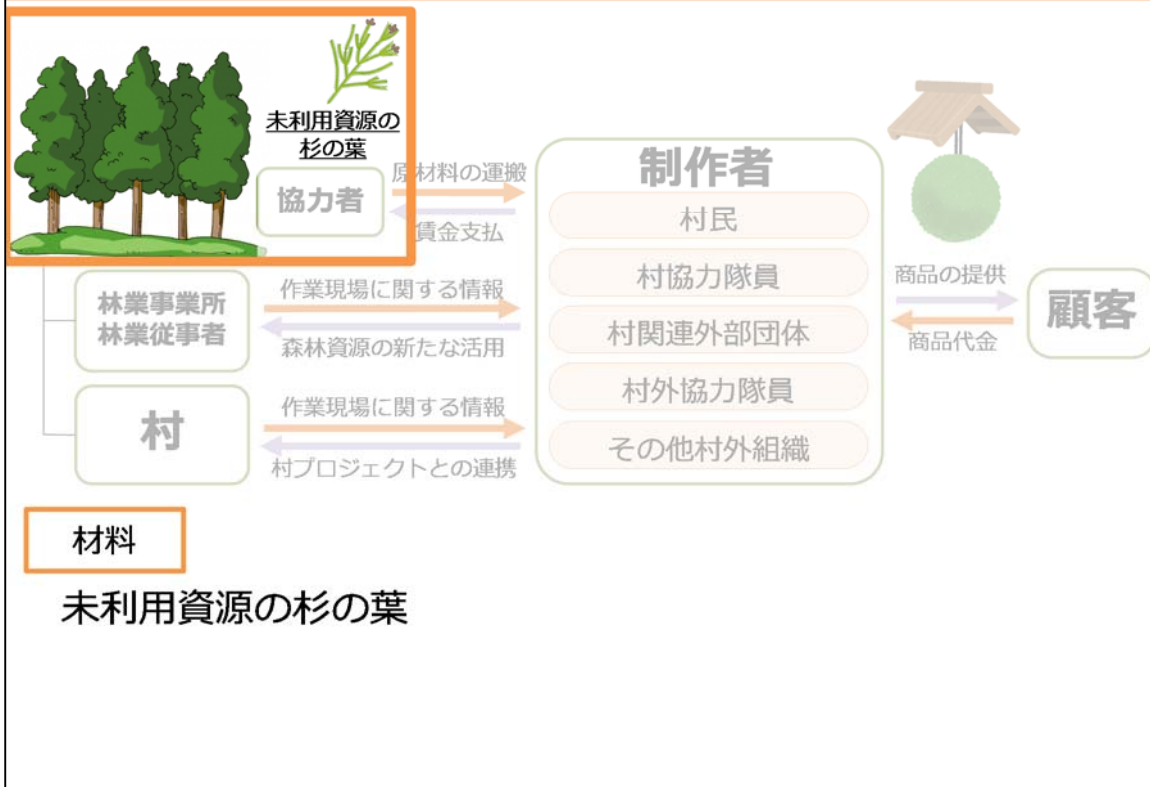 未利用資源の
杉の葉
協力者
原材料の運搬
賃金支払
林業事業所
林業従事者
作業現場に関する情報
森林資源の新たな活用
村
作業現場に関する情報
村プロジェクトとの連携
制作者
村民
村協力隊員
村関連外部団体
村外協力隊員
その他村外組織
商品の提供
商品代金
顧客
材料
未利用資源の杉の葉